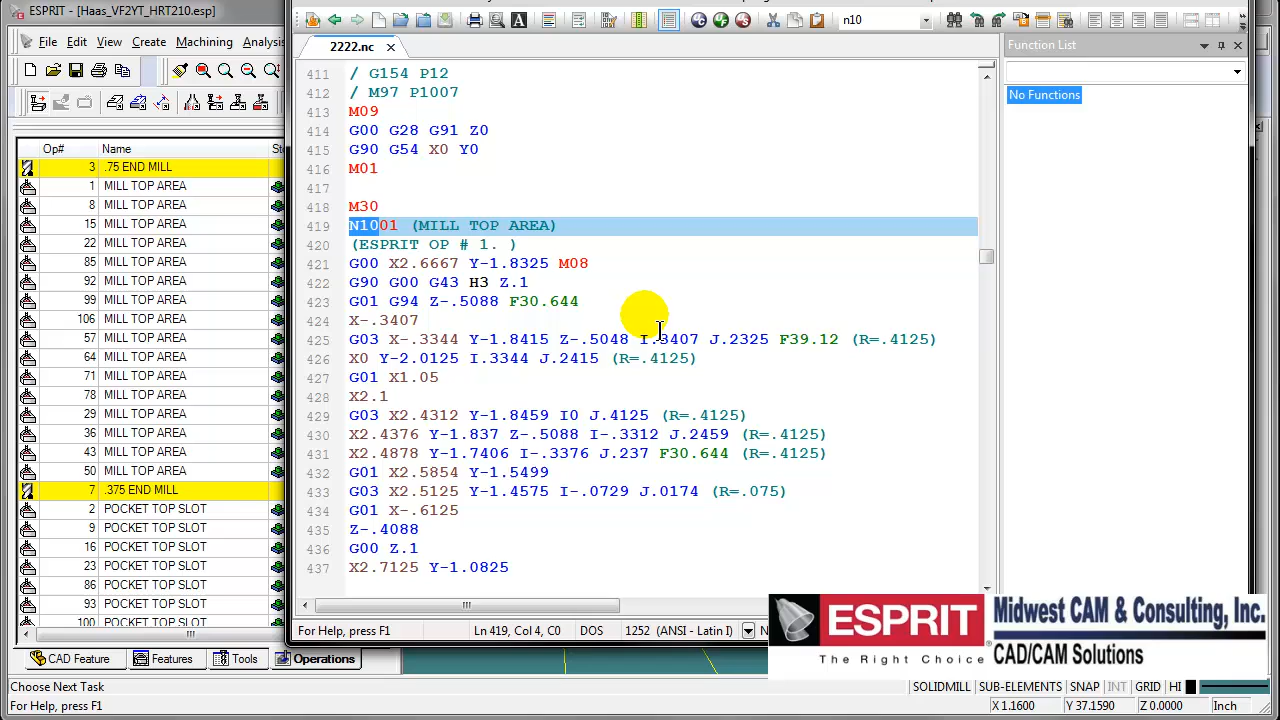 ESPRIT - [Haas_VF2YT_HRT210.esp]
File Edit View Create Machining Analysis
n10
2222.nc
Function List
No Functions
411 / G154 P12
412 / M97 P1007
413 M09
414 G00 G28 G91 Z0
415 G90 G54 X0 Y0
416 M01
417
418 M30
419 N1001 (MILL TOP AREA)
420 (ESPRIT OP # 1. )
421 G00 X2.6667 Y-1.8325 M08
422 G90 G00 G43 H3 Z.1
423 G01 G94 Z-.5088 F30.644
424 X-.3407
425 G03 X-.3344 Y-1.8415 Z-.5048 I.3407 J.2325 F39.12 (R=.4125)
426 X0 Y-2.0125 I.3344 J.2415 (R=.4125)
427 G01 X1.05
428 X2.1
429 G03 X2.4312 Y-1.8459 I0 J.4125 (R=.4125)
430 X2.4376 Y-1.837 Z-.5088 I-.3312 J.2459 (R=.4125)
431 X2.4878 Y-1.7406 I-.3376 J.237 F30.644 (R=.4125)
432 G01 X2.5854 Y-1.5499
433 G03 X2.5125 Y-1.4575 I-.0729 J.0174 (R=.075)
434 G01 X-.6125
435 Z-.4088
436 G00 Z.1
437 X2.7125 Y-1.0825
Op# Name
3 .75 END MILL
1 MILL TOP AREA
8 MILL TOP AREA
15 MILL TOP AREA
22 MILL TOP AREA
85 MILL TOP AREA
92 MILL TOP AREA
99 MILL TOP AREA
106 MILL TOP AREA
57 MILL TOP AREA
64 MILL TOP AREA
71 MILL TOP AREA
78 MILL TOP AREA
29 MILL TOP AREA
36 MILL TOP AREA
43 MILL TOP AREA
50 MILL TOP AREA
7 .375 END MILL
2 POCKET TOP SLOT
9 POCKET TOP SLOT
16 POCKET TOP SLOT
23 POCKET TOP SLOT
86 POCKET TOP SLOT
93 POCKET TOP SLOT
100 POCKET TOP SLOT
CAD Feature Features Tools Operations
For Help, press F1 Ln 419, Col 4, C0 DOS 1252 (ANSI - Latin I)
ESPRIT
The Right Choice
Midwest CAM & Consulting, Inc.
CAD/CAM Solutions
Choose Next Task SOLIDMILL SUB-ELEMENTS SNAP INT GRID HI
For Help, press F1 X 1.1600 Y 37.1590 Z 0.0000 Inch